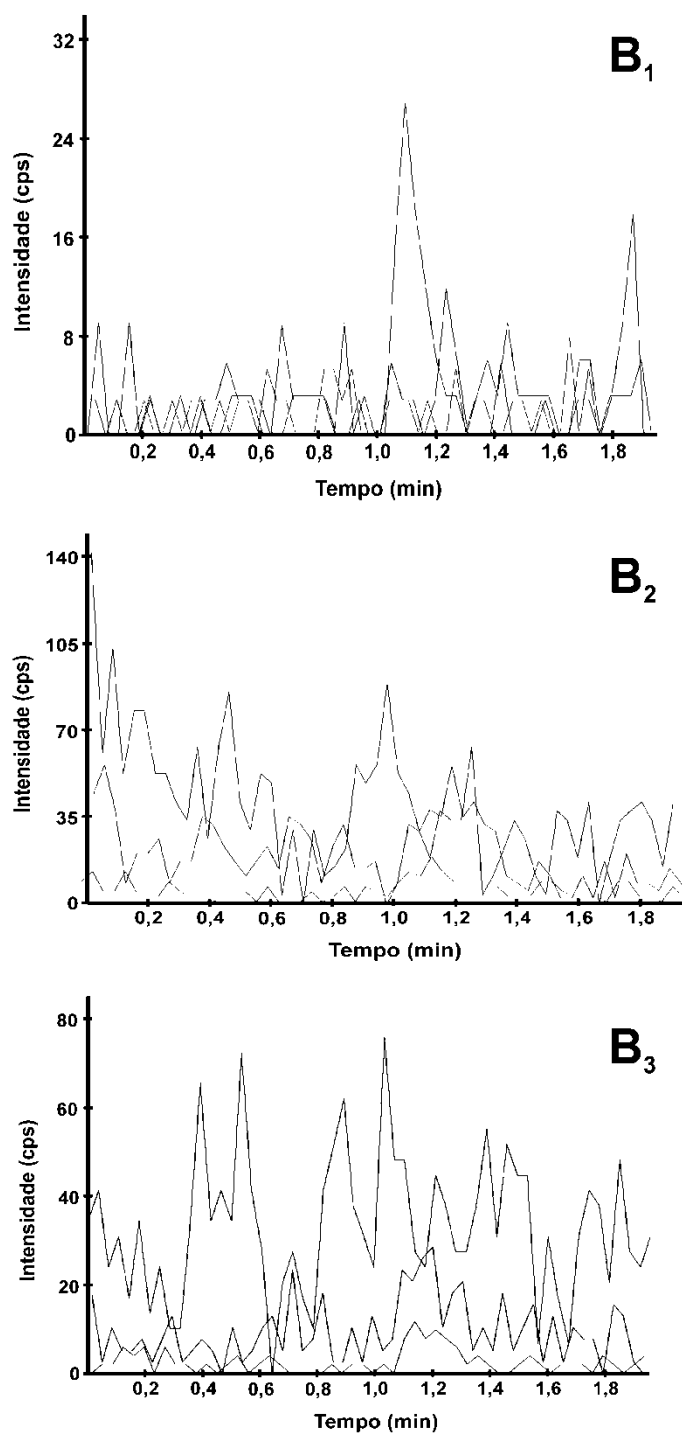 B1
Intensidade (cps)
32
24
16
8
0
0,2 0,4 0,6 0,8 1,0 1,2 1,4 1,6 1,8
Tempo (min)
B2
Intensidade (cps)
140
105
70
35
0
0,2 0,4 0,6 0,8 1,0 1,2 1,4 1,6 1,8
Tempo (min)
B3
Intensidade (cps)
80
60
40
20
0
0,2 0,4 0,6 0,8 1,0 1,2 1,4 1,6 1,8
Tempo (min)